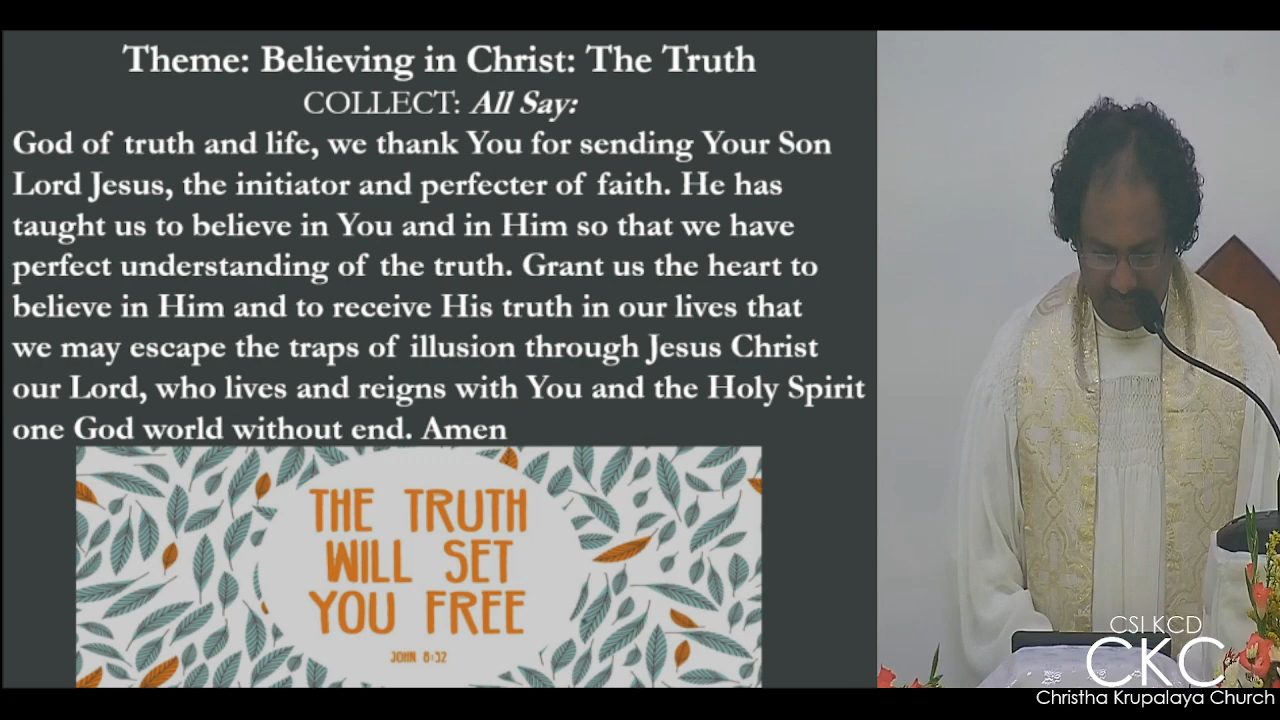 Theme: Believing in Christ: The Truth
COLLECT: All Say:
God of truth and life, we thank You for sending Your Son
Lord Jesus, the initiator and perfecter of faith. He has
taught us to believe in You and in Him so that we have
perfect understanding of the truth. Grant us the heart to
believe in Him and to receive His truth in our lives that
we may escape the traps of illusion through Jesus Christ
our Lord, who lives and reigns with You and the Holy Spirit
one God world without end. Amen
THE TRUTH
WILL SET
YOU FREE
JOHN 8:32
CSI KCD
CKC
Christha Krupalaya Church